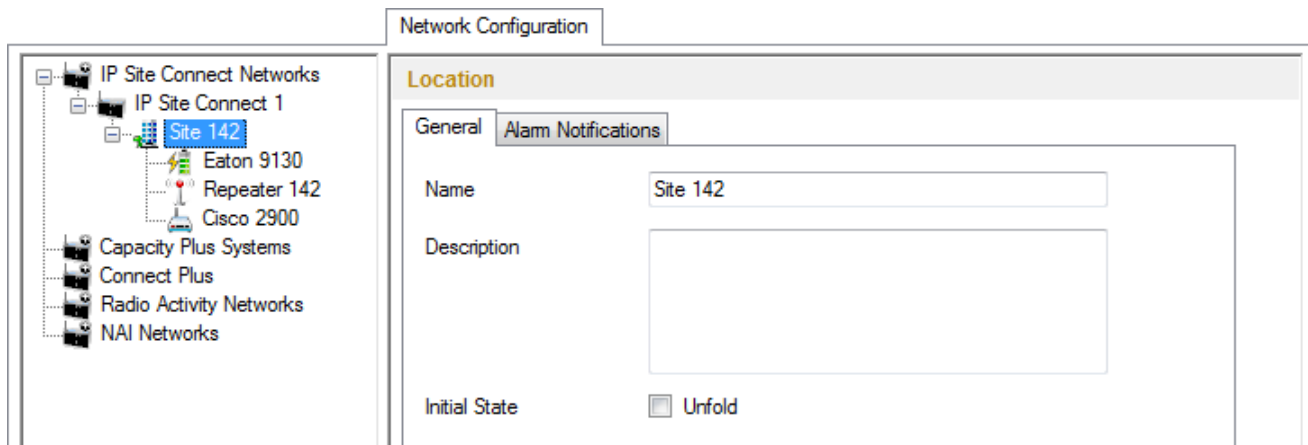 Network Configuration
IP Site Connect Networks
IP Site Connect 1
Site 142
Eaton 9130
Repeater 142
Cisco 2900
Capacity Plus Systems
Connect Plus
Radio Activity Networks
NAI Networks
Location
General Alarm Notifications
Name Site 142
Description
Initial State Unfold